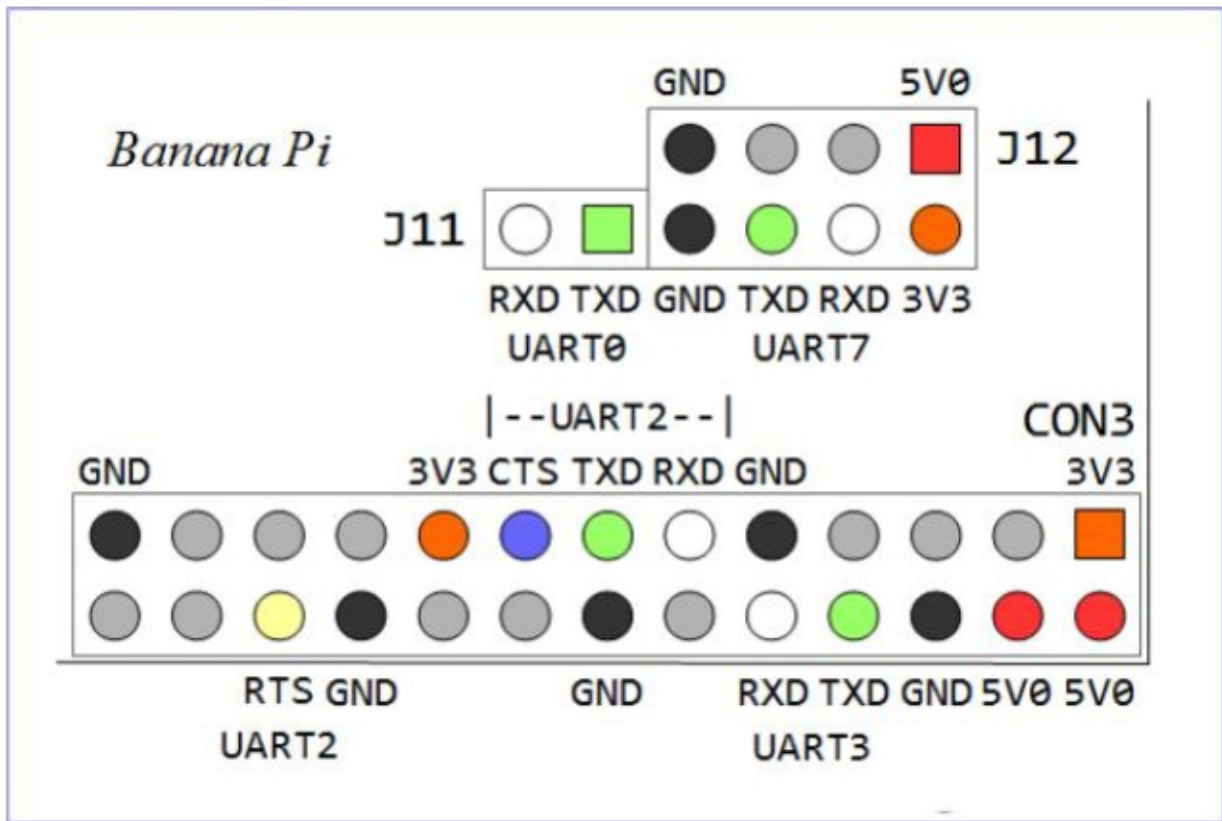 GND 5V0
Banana Pi
J12
J11
RXD TXD GND TXD RXD 3V3
UART0 UART7
|--UART2--| CON3
GND 3V3 CTS TXD RXD GND 3V3
RTS GND GND RXD TXD GND 5V0 5V0
UART2 UART3